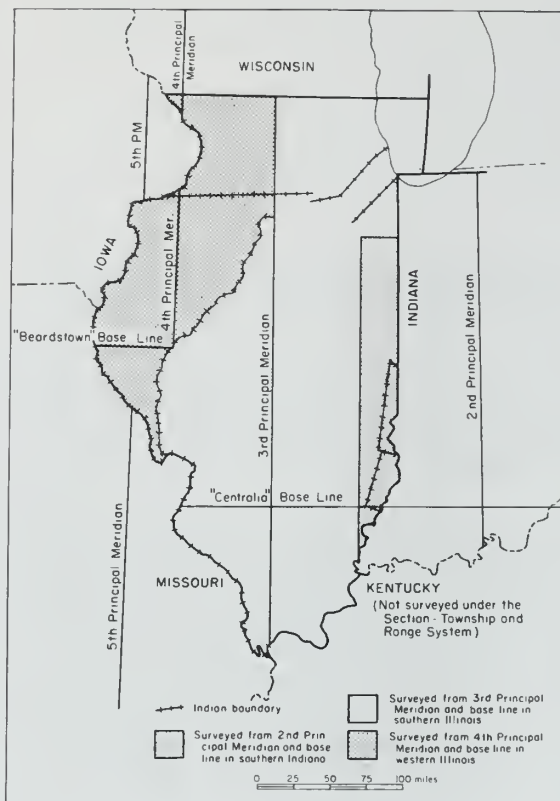 WISCONSIN
4th Principal
Meridian
5th PM
IOWA
4th Principal Mer.
"Beardstown" Base Line
3rd Principal Meridian
INDIANA
2nd Principal Meridian
"Centralia" Base Line
5th Principal Meridian
MISSOURI
KENTUCKY
(Not surveyed under the
Section-Township and
Range System)
Indian boundary
Surveyed from 2nd Prin
cipal Meridian and base
line in southern Indiana
Surveyed from 3rd Principal
Meridian and base line in
southern Illinois
Surveyed from 4th Principal
Meridian and base line in
western Illinois
0 25 50 75 100 miles